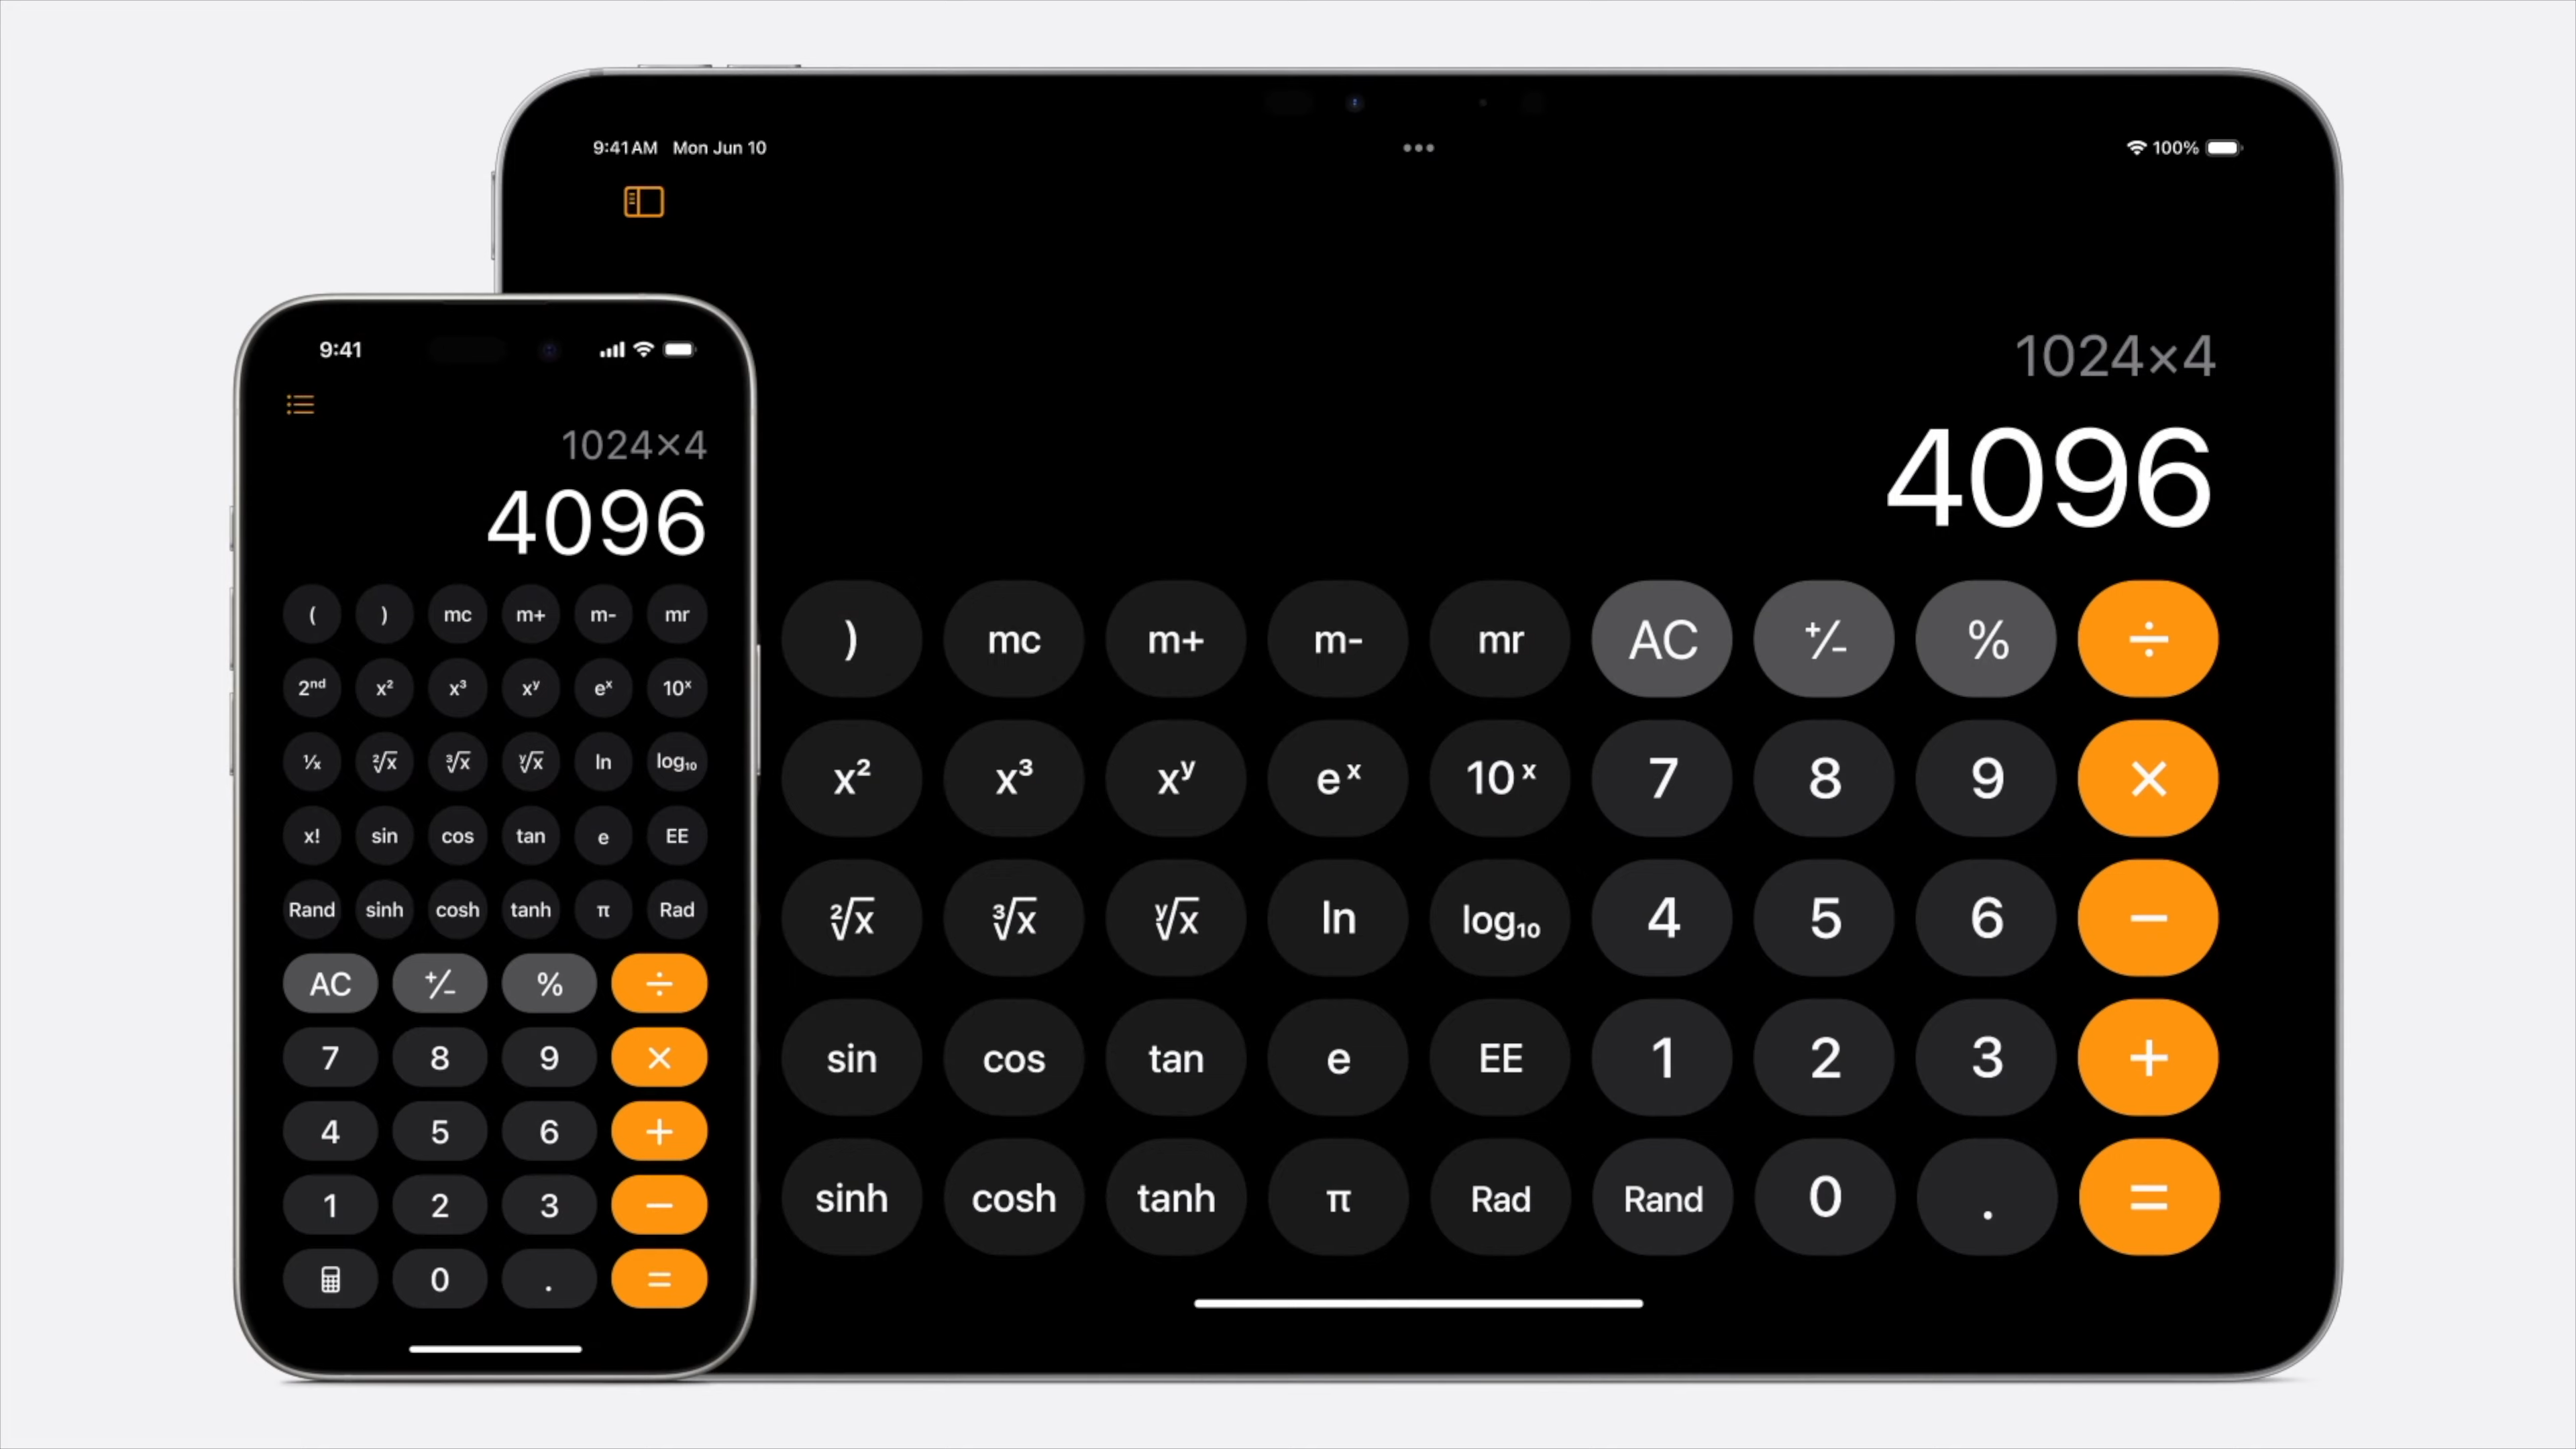 9:41AM Mon Jun 10
100%
1024×4
4096
) mc m+ m- mr AC +/- % ÷
x² x³ xʸ eˣ 10ˣ 7 8 9 ×
²√x ³√x ʸ√x ln log₁₀ 4 5 6 −
sin cos tan e EE 1 2 3 +
sinh cosh tanh π Rad Rand 0 . =
9:41
1024×4
4096
( ) mc m+ m- mr
2ⁿᵈ x² x³ xʸ eˣ 10ˣ
1/x ²√x ³√x ʸ√x ln log₁₀
x! sin cos tan e EE
Rand sinh cosh tanh π Rad
AC +/- % ÷
7 8 9 ×
4 5 6 +
1 2 3 −
0 . =